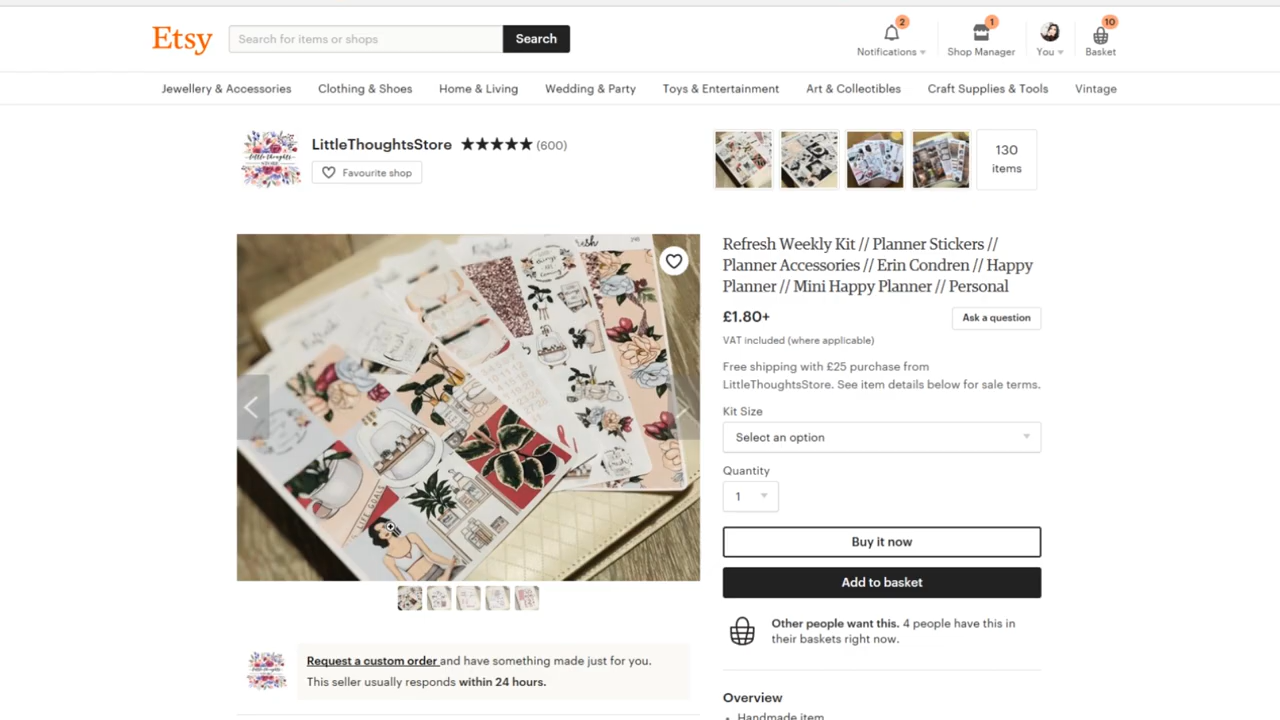 Etsy
Search for items or shops
Search
2
Notifications
1
Shop Manager
You
10
Basket
Jewellery & Accessories
Clothing & Shoes
Home & Living
Wedding & Party
Toys & Entertainment
Art & Collectibles
Craft Supplies & Tools
Vintage
LittleThoughtsStore ★★★★★ (600)
Favourite shop
130
items
Refresh Weekly Kit // Planner Stickers //
Planner Accessories // Erin Condren // Happy
Planner // Mini Happy Planner // Personal
£1.80+
Ask a question
VAT included (where applicable)
Free shipping with £25 purchase from
LittleThoughtsStore. See item details below for sale terms.
Kit Size
Select an option
Quantity
1
Buy it now
Add to basket
Other people want this. 4 people have this in
their baskets right now.
LIFE GOALS
Request a custom order and have something made just for you.
This seller usually responds within 24 hours.
Overview
Handmade item